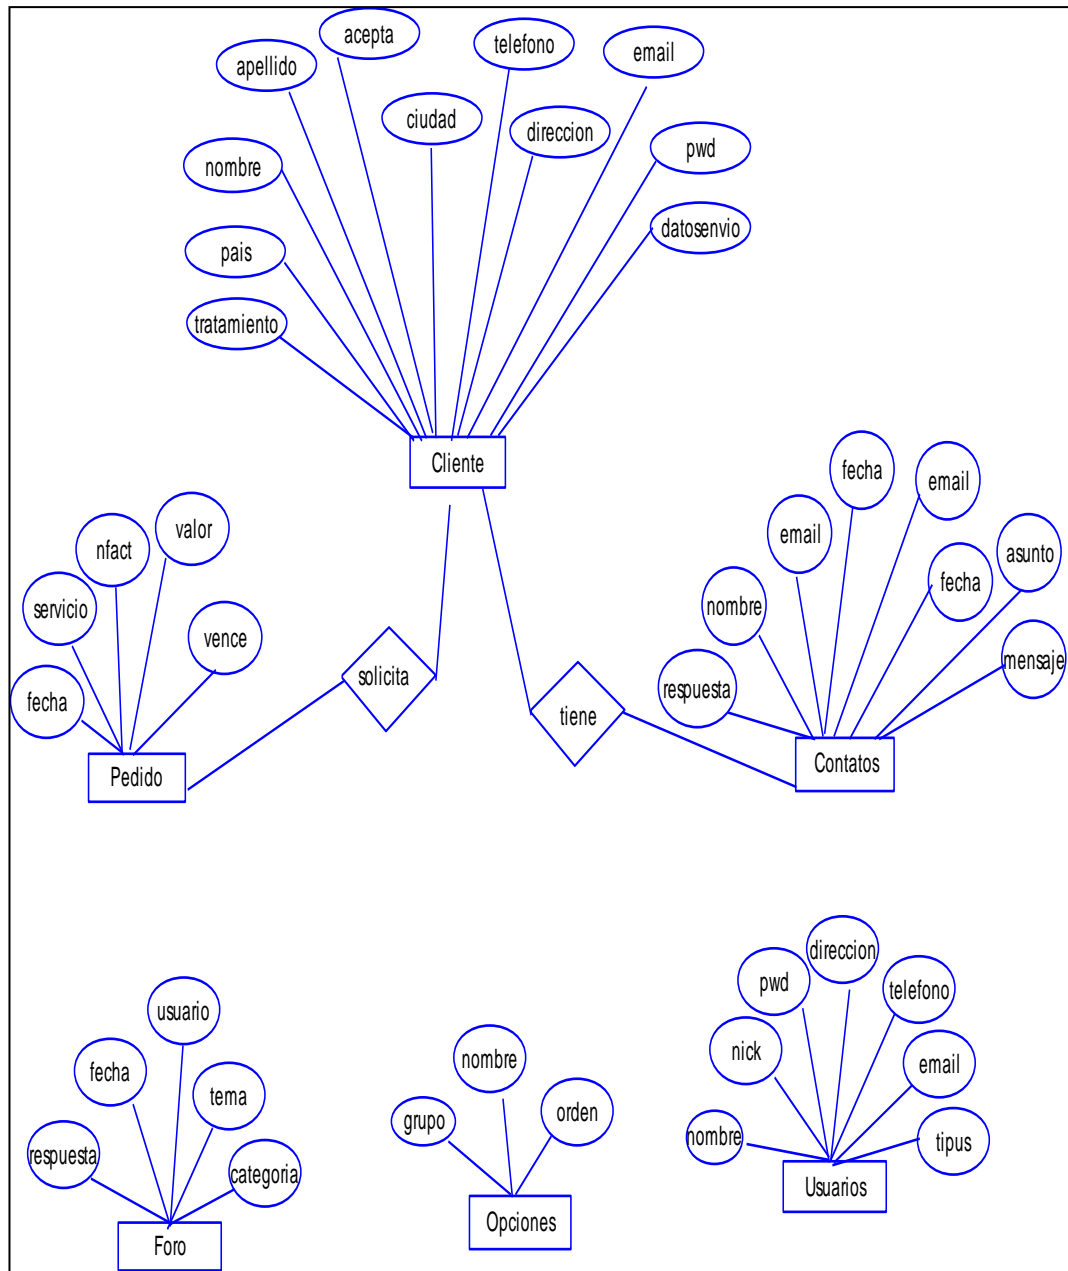 acepta
telefono
email
apellido
ciudad
direccion
pwd
nombre
datosenvio
pais
tratamiento
Cliente
fecha
email
valor
nfact
email
asunto
servicio
nombre
fecha
vence
mensaje
solicita
respuesta
fecha
tiene
Pedido
Contatos
direccion
pwd
telefono
usuario
nick
email
nombre
fecha
tema
grupo
orden
nombre
tipus
respuesta
categoria
Usuarios
Opciones
Foro